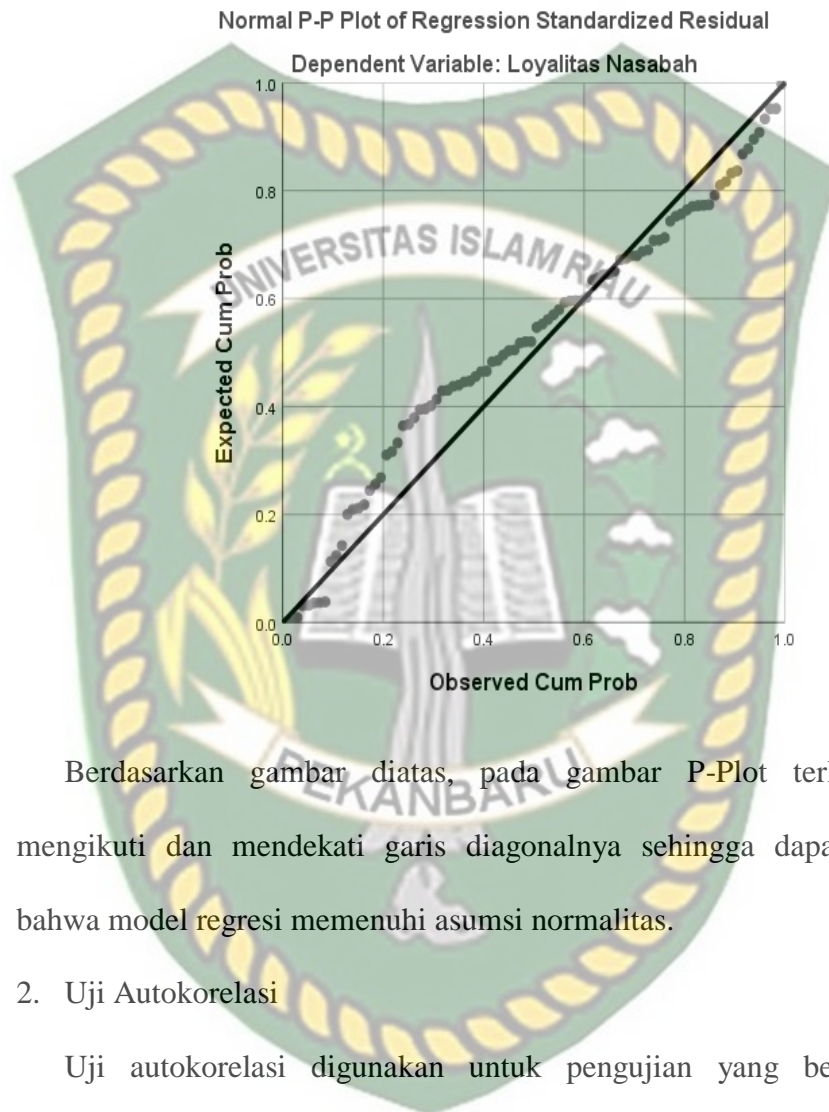 Normal P-P Plot of Regression Standardized Residual
Dependent Variable: Loyalitas Nasabah
1.0
0.8
0.6
0.4
0.2
0.0
Expected Cum Prob
0.0 0.2 0.4 0.6 0.8 1.0
Observed Cum Prob
UNIVERSITAS ISLAM RIAU
PEKANBARU
Berdasarkan gambar diatas, pada gambar P-Plot
mengikuti dan mendekati garis diagonalnya sehingga
bahwa model regresi memenuhi asumsi normalitas.
2. Uji Autokorelasi
Uji autokorelasi digunakan untuk pengujian yang